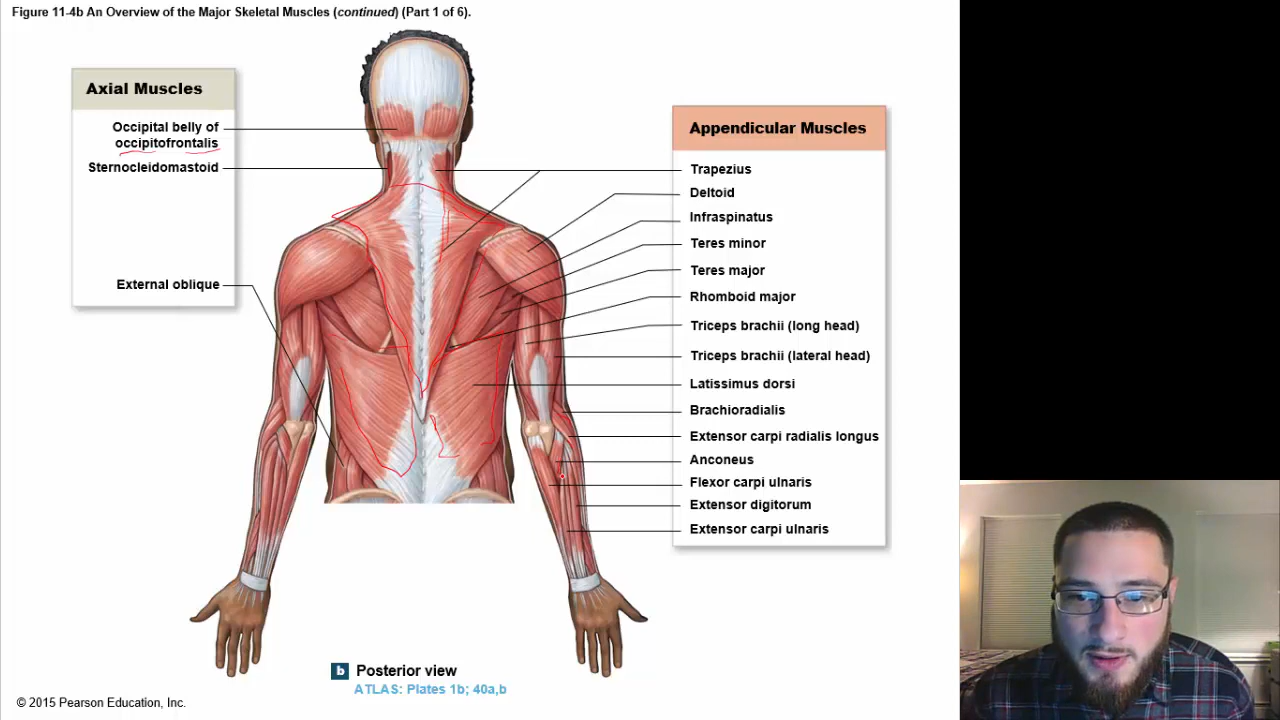 Figure 11-4b An Overview of the Major Skeletal Muscles (continued) (Part 1 of 6).
Axial Muscles
Occipital belly of
occipitofrontalis
Sternocleidomastoid
External oblique
Appendicular Muscles
Trapezius
Deltoid
Infraspinatus
Teres minor
Teres major
Rhomboid major
Triceps brachii (long head)
Triceps brachii (lateral head)
Latissimus dorsi
Brachioradialis
Extensor carpi radialis longus
Anconeus
Flexor carpi ulnaris
Extensor digitorum
Extensor carpi ulnaris
b Posterior view
ATLAS: Plates 1b; 40a,b
© 2015 Pearson Education, Inc.